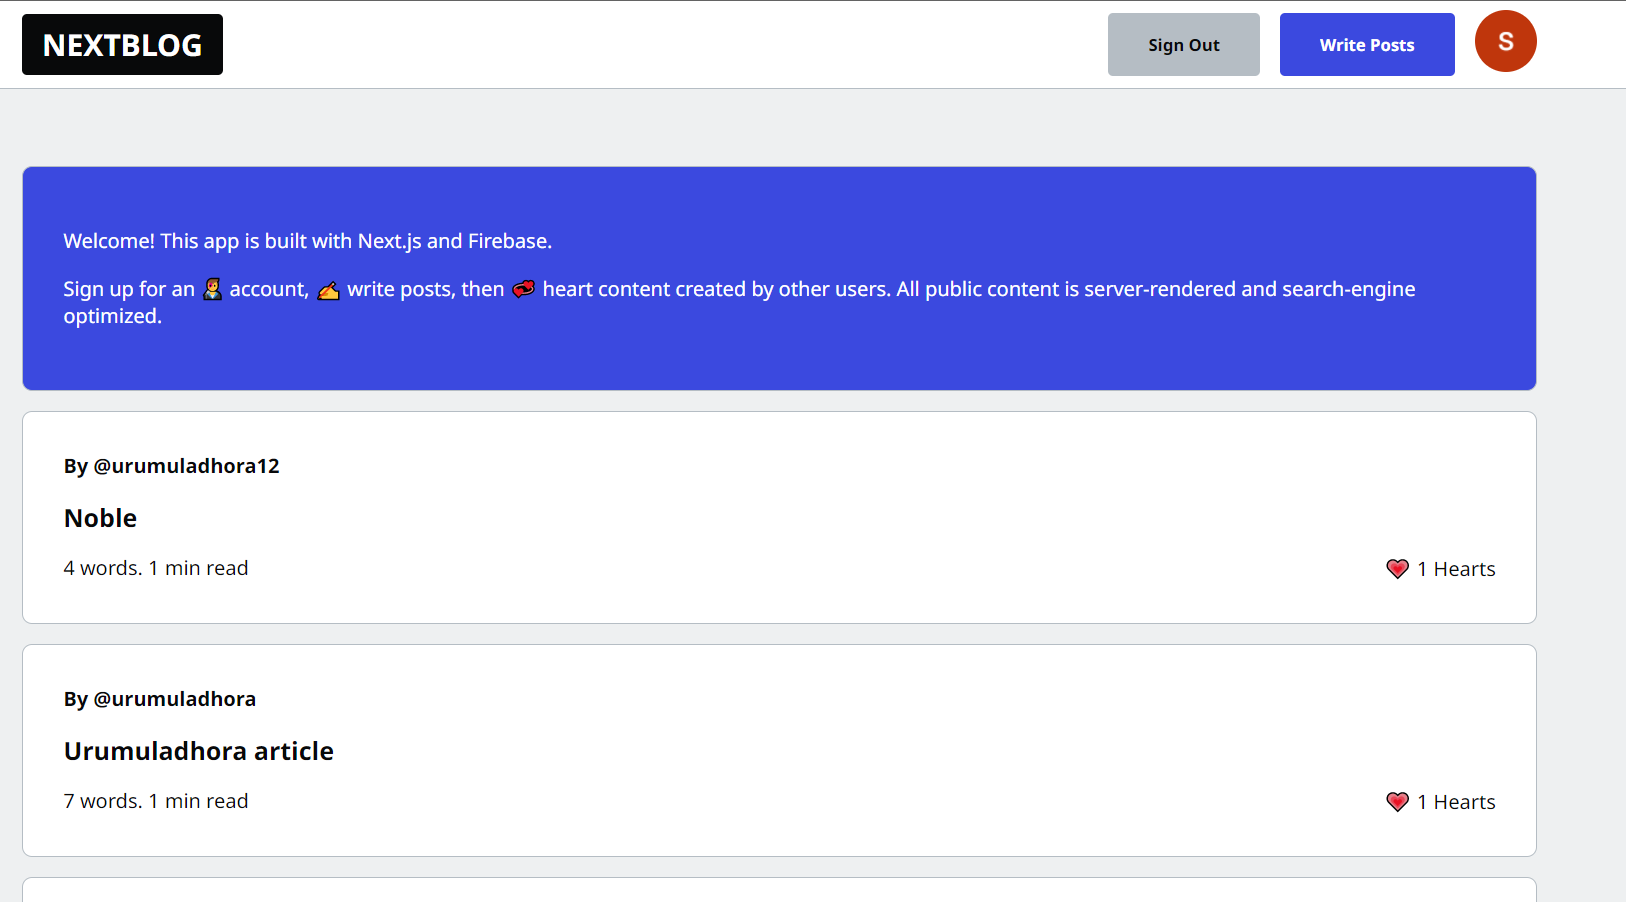 NEXTBLOG
Sign Out
Write Posts
S
Welcome! This app is built with Next.js and Firebase.
Sign up for an 👨‍🎤 account, ✍️ write posts, then 💞 heart content created by other users. All public content is server-rendered and search-engine
optimized.
By @urumuladhora12
Noble
4 words. 1 min read
💗 1 Hearts
By @urumuladhora
Urumuladhora article
7 words. 1 min read
💗 1 Hearts